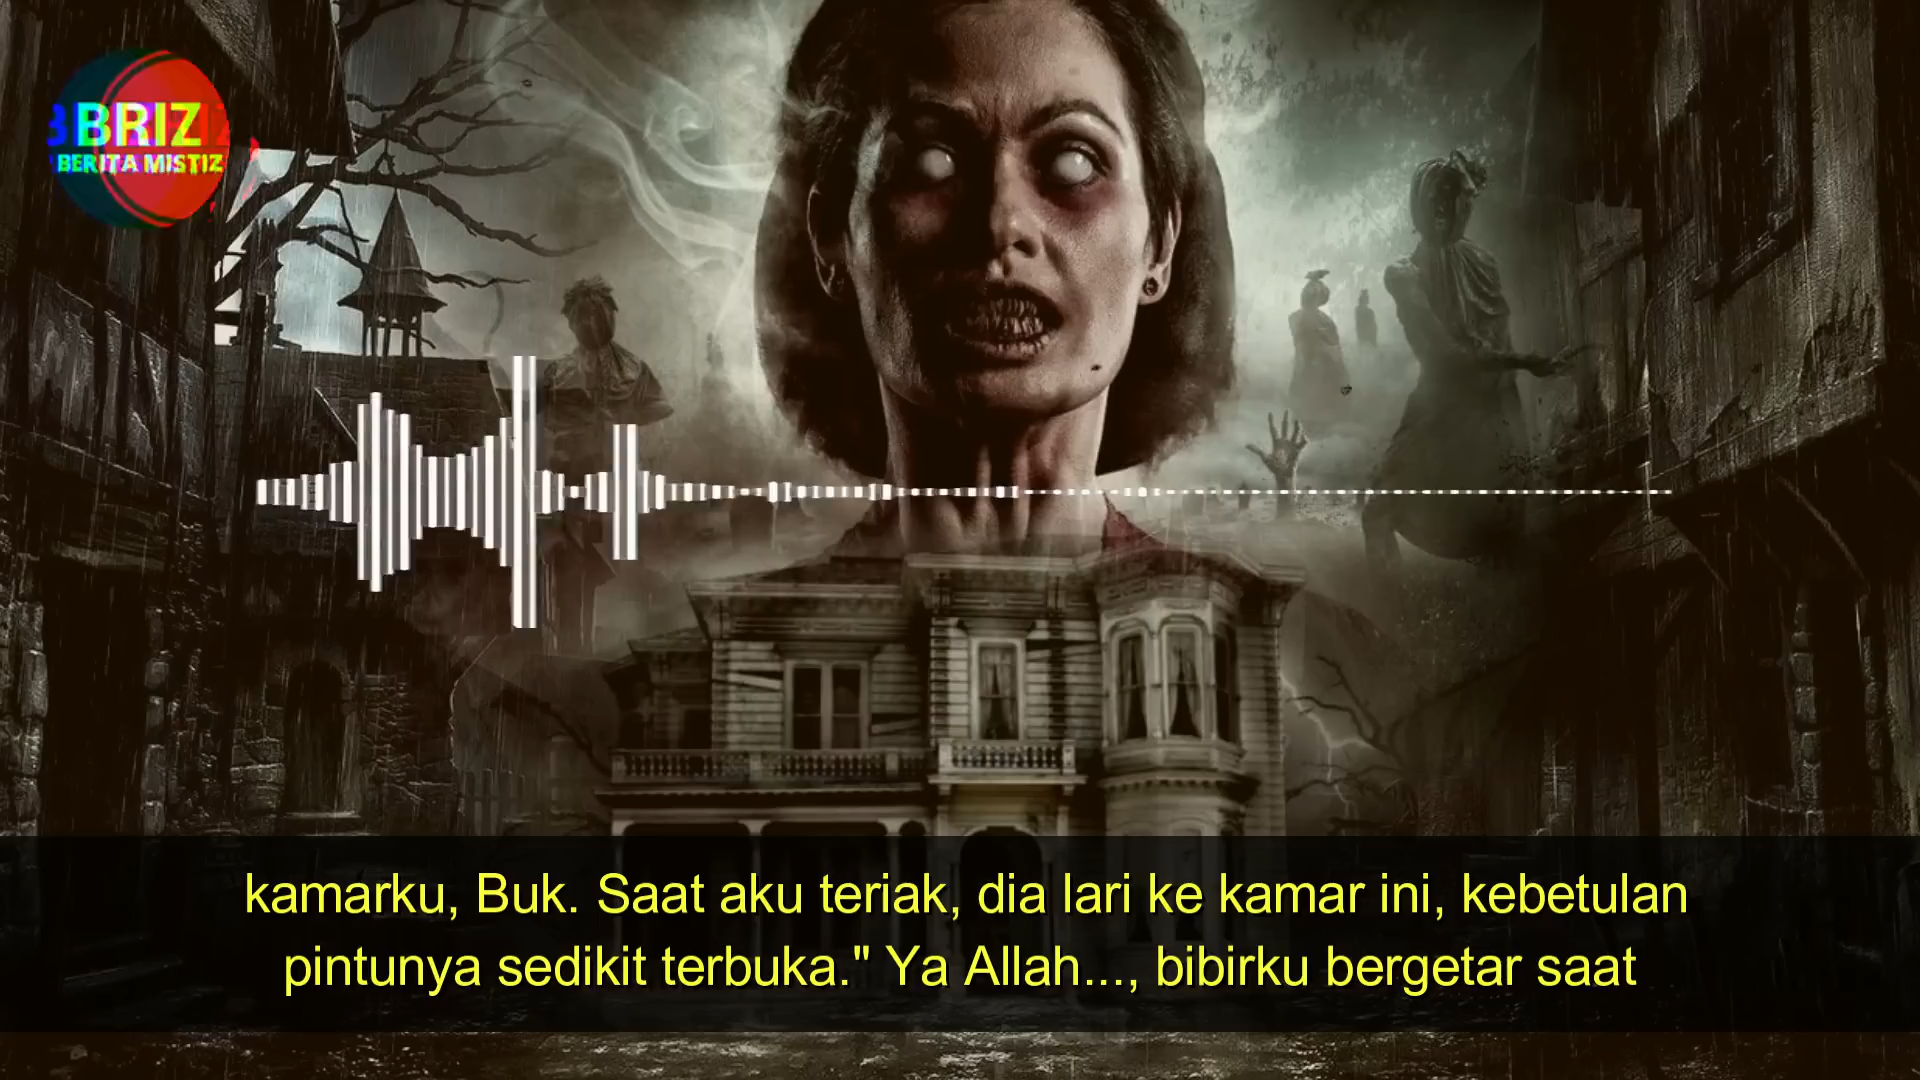 BRIZ
BERITA MISTIZ
kamarku, Buk. Saat aku teriak, dia lari ke kamar ini, kebetulan
pintunya sedikit terbuka." Ya Allah..., bibirku bergetar saat